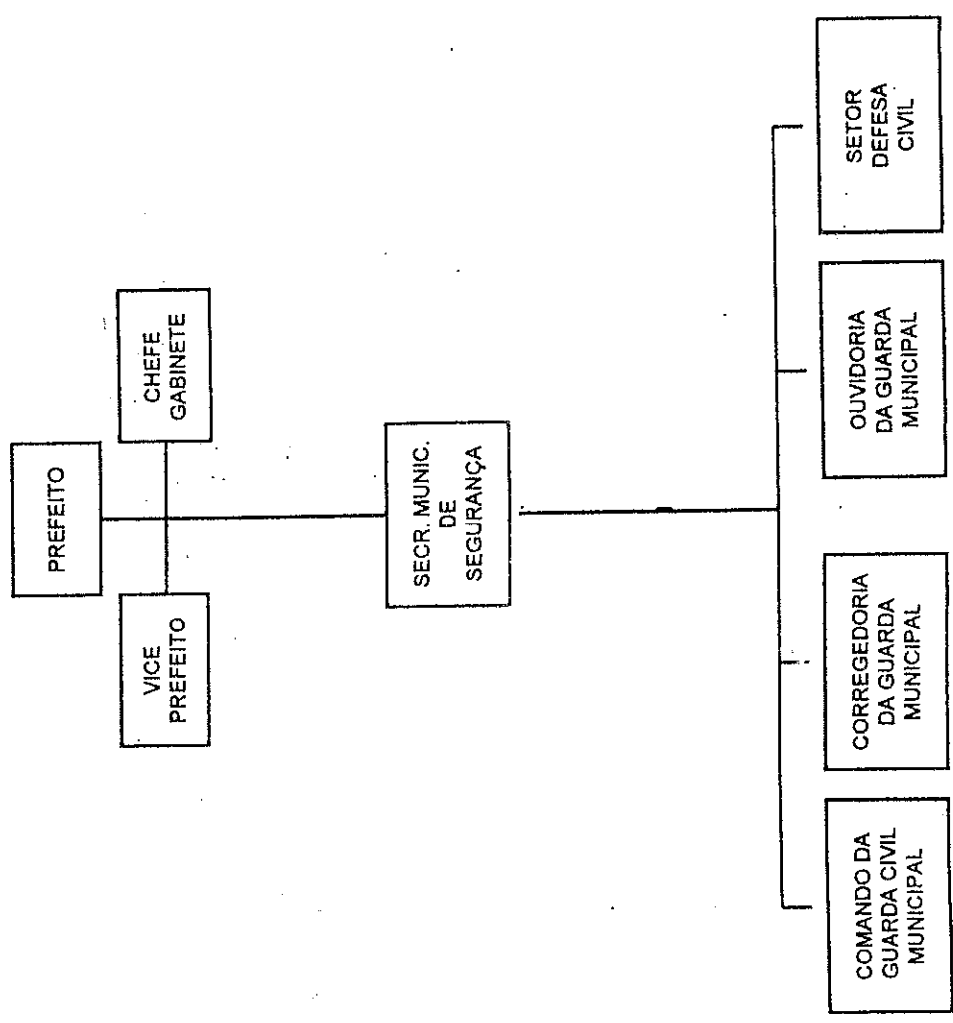 PREFEITO
VICE
PREFEITO
CHEFE
GABINETE
SECR. MUNIC.
DE
SEGURANÇA
COMANDO DA
GUARDA CIVIL
MUNICIPAL
CORREGEDORIA
DA GUARDA
MUNICIPAL
OUVIDORIA
DA GUARDA
MUNICIPAL
SETOR
DEFESA
CIVIL